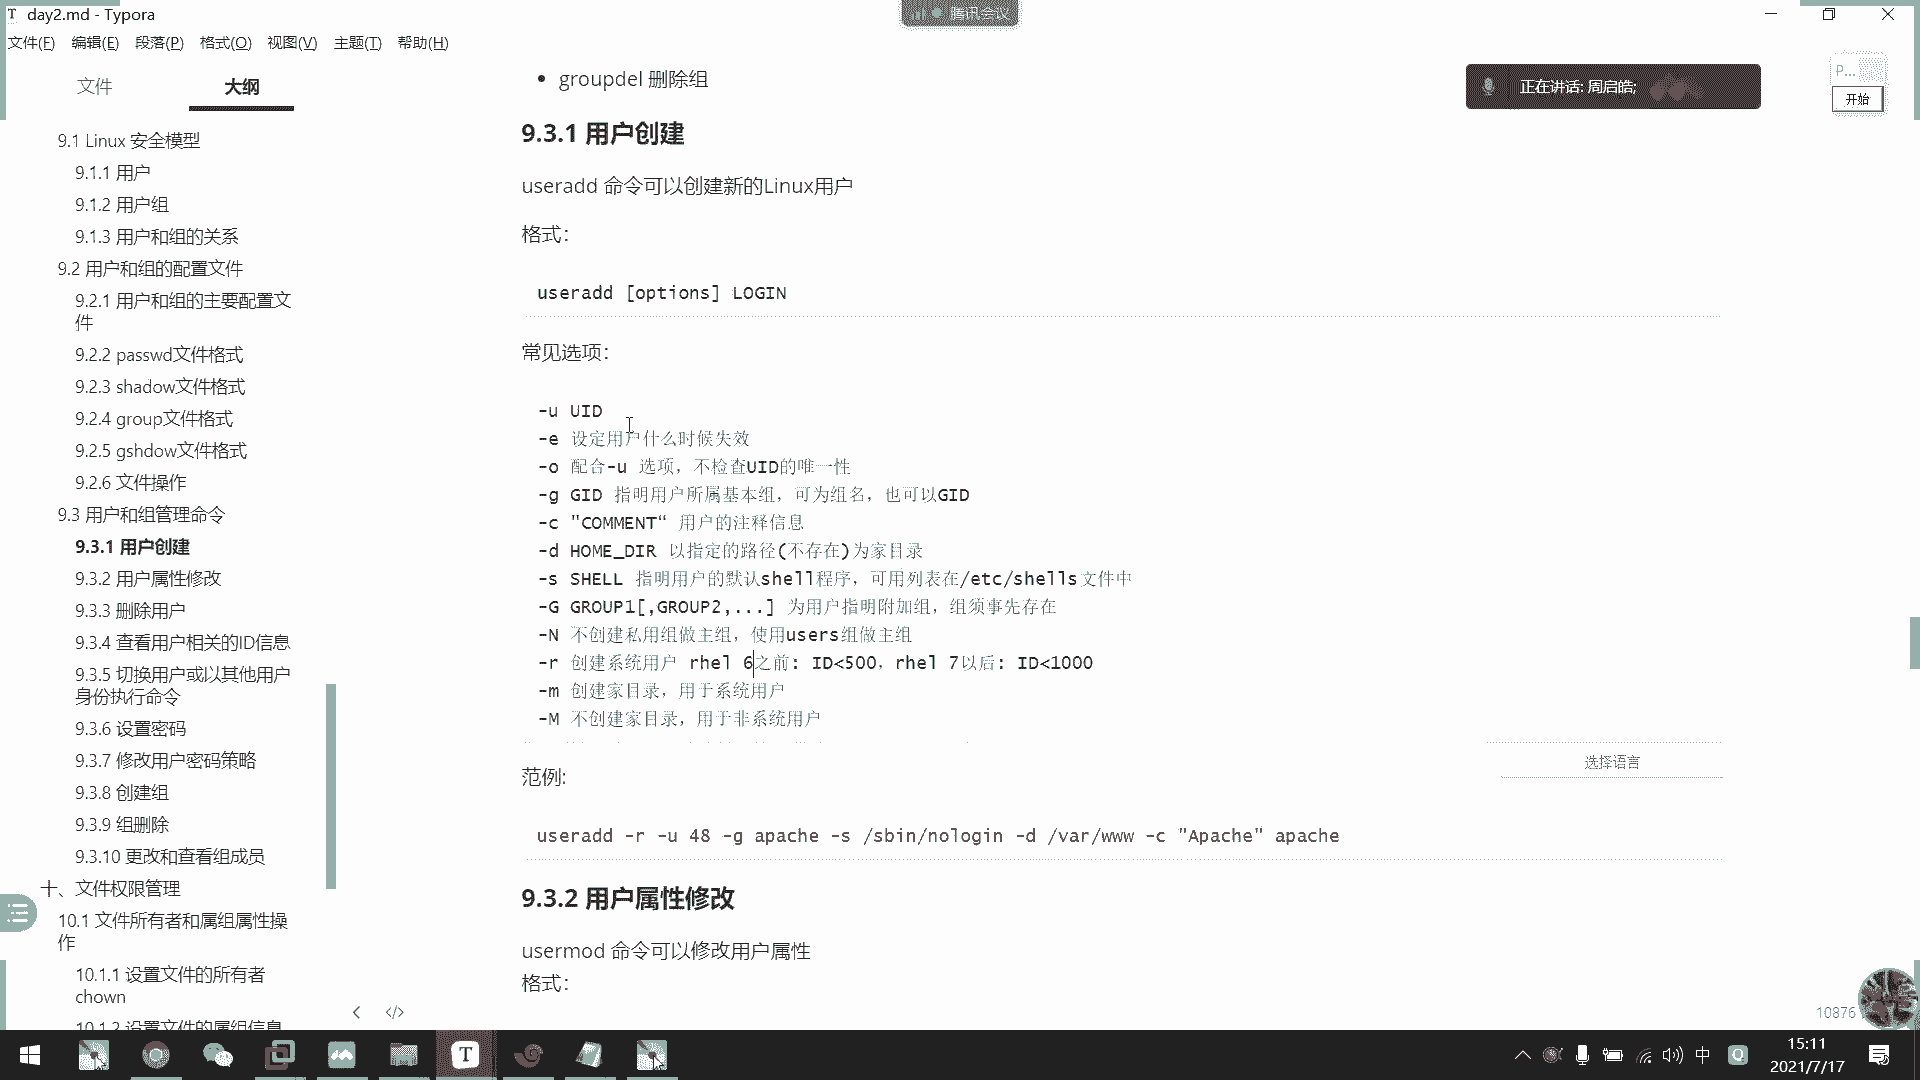 day2.md - Typora
腾讯会议
文件(F) 编辑(E) 段落(P) 格式(O) 视图(V) 主题(T) 帮助(H)
文件 大纲
正在讲话: 周启皓;
P...
开始
9.1 Linux 安全模型
9.1.1 用户
9.1.2 用户组
9.1.3 用户和组的关系
9.2 用户和组的配置文件
9.2.1 用户和组的主要配置文
件
9.2.2 passwd文件格式
9.2.3 shadow文件格式
9.2.4 group文件格式
9.2.5 gshdow文件格式
9.2.6 文件操作
9.3 用户和组管理命令
9.3.1 用户创建
9.3.2 用户属性修改
9.3.3 删除用户
9.3.4 查看用户相关的ID信息
9.3.5 切换用户或以其他用户
身份执行命令
9.3.6 设置密码
9.3.7 修改用户密码策略
9.3.8 创建组
9.3.9 组删除
9.3.10 更改和查看组成员
十、文件权限管理
10.1 文件所有者和属组属性操
作
10.1.1 设置文件的所有者
chown
10.1.2 设置文件的属组信息
groupdel 删除组
9.3.1 用户创建
useradd 命令可以创建新的Linux用户
格式：
useradd [options] LOGIN
常见选项：
-u UID
-e 设定用户什么时候失效
-o 配合-u 选项，不检查UID的唯一性
-g GID 指明用户所属基本组，可为组名，也可以GID
-c "COMMENT“ 用户的注释信息
-d HOME_DIR 以指定的路径(不存在)为家目录
-s SHELL 指明用户的默认shell程序，可用列表在/etc/shells文件中
-G GROUP1[,GROUP2,...] 为用户指明附加组，组须事先存在
-N 不创建私用组做主组，使用users组做主组
-r 创建系统用户 rhel 6之前: ID<500，rhel 7以后: ID<1000
-m 创建家目录，用于系统用户
-M 不创建家目录，用于非系统用户
选择语言
范例:
useradd -r -u 48 -g apache -s /sbin/nologin -d /var/www -c "Apache" apache
9.3.2 用户属性修改
usermod 命令可以修改用户属性
格式：
10876
中
15:11
2021/7/17